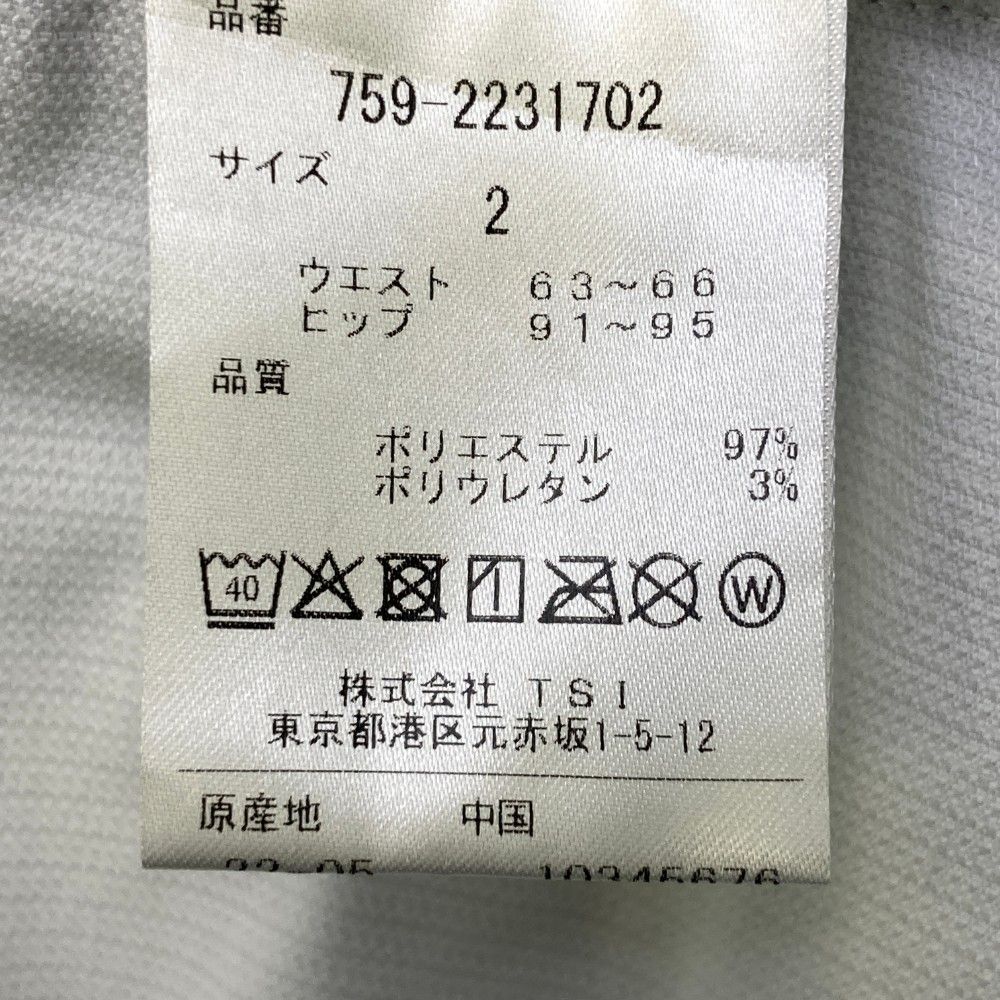 品番
759-2231702
サイズ
2
ウエスト 63～66
ヒップ 91～95
品質
ポリエステル 97%
ポリウレタン 3%
40 W
株式会社 TSI
東京都港区元赤坂1-5-12
原産地 中国